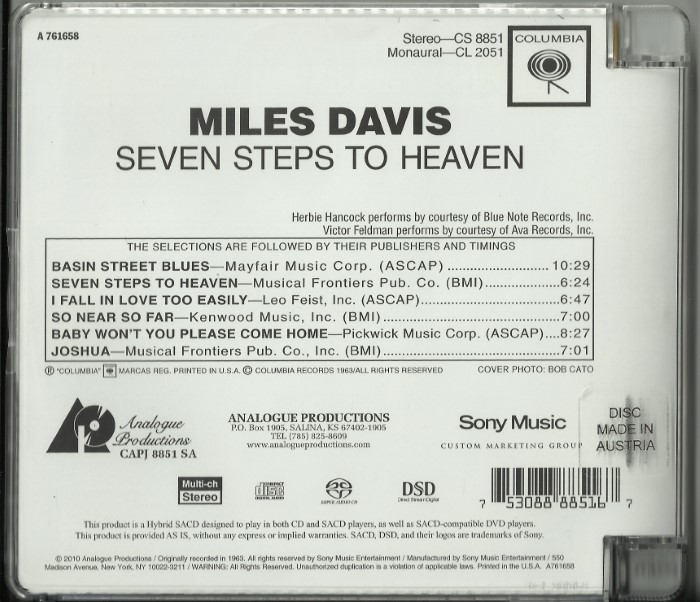 A 761658
Stereo—CS 8851
Monaural—CL 2051
COLUMBIA
MILES DAVIS
SEVEN STEPS TO HEAVEN
Herbie Hancock performs by courtesy of Blue Note Records, Inc.
Victor Feldman performs by courtesy of Ava Records, Inc.
THE SELECTIONS ARE FOLLOWED BY THEIR PUBLISHERS AND TIMINGS
BASIN STREET BLUES—Mayfair Music Corp. (ASCAP) ..................... 10:29
SEVEN STEPS TO HEAVEN—Musical Frontiers Pub. Co. (BMI) ............... 6:24
I FALL IN LOVE TOO EASILY—Leo Feist, Inc. (ASCAP) ........................ 6:47
SO NEAR SO FAR—Kenwood Music, Inc. (BMI) ............................... 7:00
BABY WON'T YOU PLEASE COME HOME—Pickwick Music Corp. (ASCAP)....8:27
JOSHUA—Musical Frontiers Pub. Co., Inc. (BMI) ............................... 7:01
Ⓟ "COLUMBIA" MARCAS REG. PRINTED IN U.S.A. © COLUMBIA RECORDS 1963/ALL RIGHTS RESERVED
COVER PHOTO: BOB CATO
Analogue
Productions
CAPJ 8851 SA
ANALOGUE PRODUCTIONS
P.O. Box 1905, SALINA, KS 67402-1905
TEL (785) 825-8609
www.analogueproductions.com
Sony Music
CUSTOM MARKETING GROUP
DISC
MADE IN
AUSTRIA
Multi-ch
Stereo
COMPACT
disc
DIGITAL AUDIO
SUPER AUDIO CD
DSD
Direct Stream Digital
7 53088 88516 7
This product is a Hybrid SACD designed to play in both CD and SACD players, as well as SACD-compatible DVD players.
This product is provided AS IS, without any express or implied warranties. SACD, DSD, and their logos are trademarks of Sony.
© 2010 Analogue Productions / Originally recorded in 1963. All rights reserved by Sony Music Entertainment / Manufactured by Sony Music Entertainment / 550
Madison Avenue, New York, NY 10022-3211 / WARNING: All Rights Reserved. Unauthorized duplication is a violation of applicable laws. Printed in the U.S.A. A761658